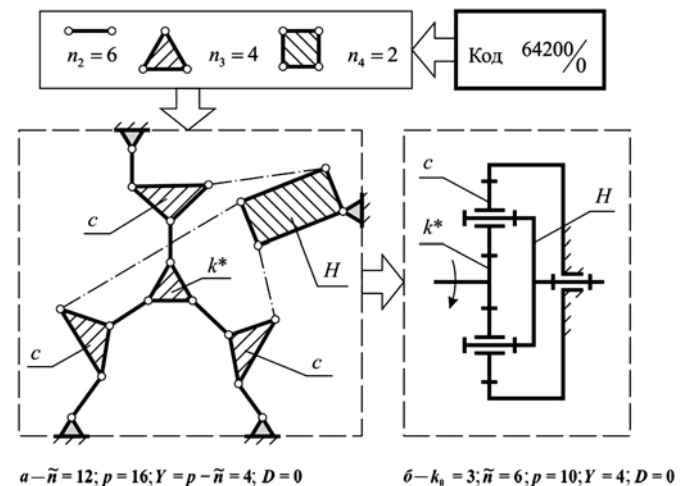 n₂ = 6 n₃ = 4 n₄ = 2
Код 64200/0
c
k*
H
c
c
c
k*
H
а — ñ = 12; p = 16; Y = p − ñ = 4; D = 0
б — k₀ = 3; ñ = 6; p = 10; Y = 4; D = 0